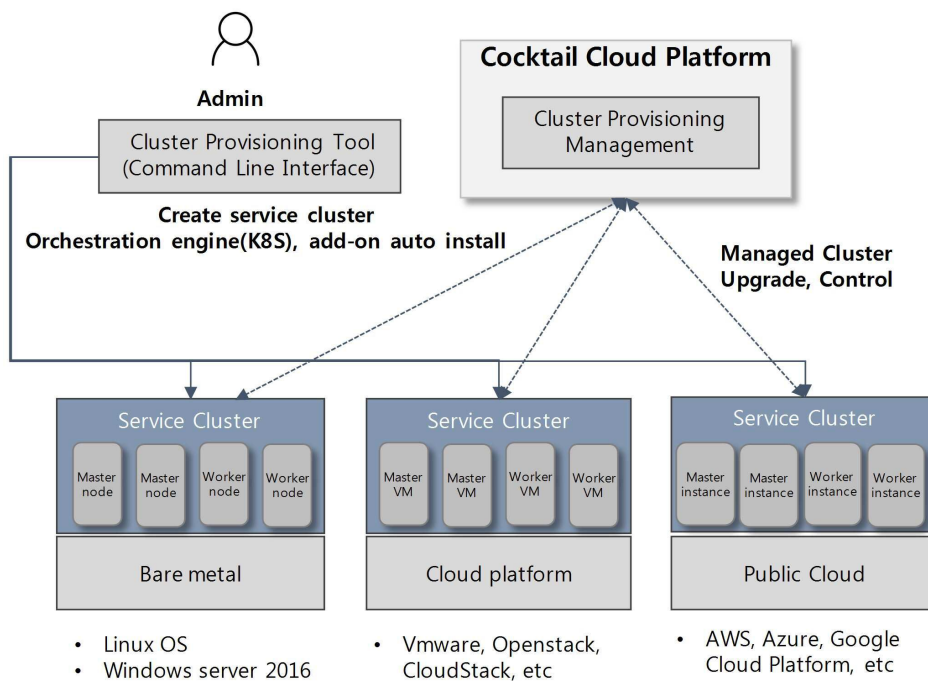 Cocktail Cloud Platform
Admin
Cluster Provisioning Tool
(Command Line Interface)
Cluster Provisioning
Management
Create service cluster
Orchestration engine(K8S), add-on auto install
Managed Cluster
Upgrade, Control
Service Cluster
Master
node
Master
node
Worker
node
Worker
node
Bare metal
• Linux OS
• Windows server 2016
Service Cluster
Master
VM
Master
VM
Worker
VM
Worker
VM
Cloud platform
• Vmware, Openstack,
CloudStack, etc
Service Cluster
Master
instance
Master
instance
Worker
instance
Worker
instance
Public Cloud
• AWS, Azure, Google
Cloud Platform, etc